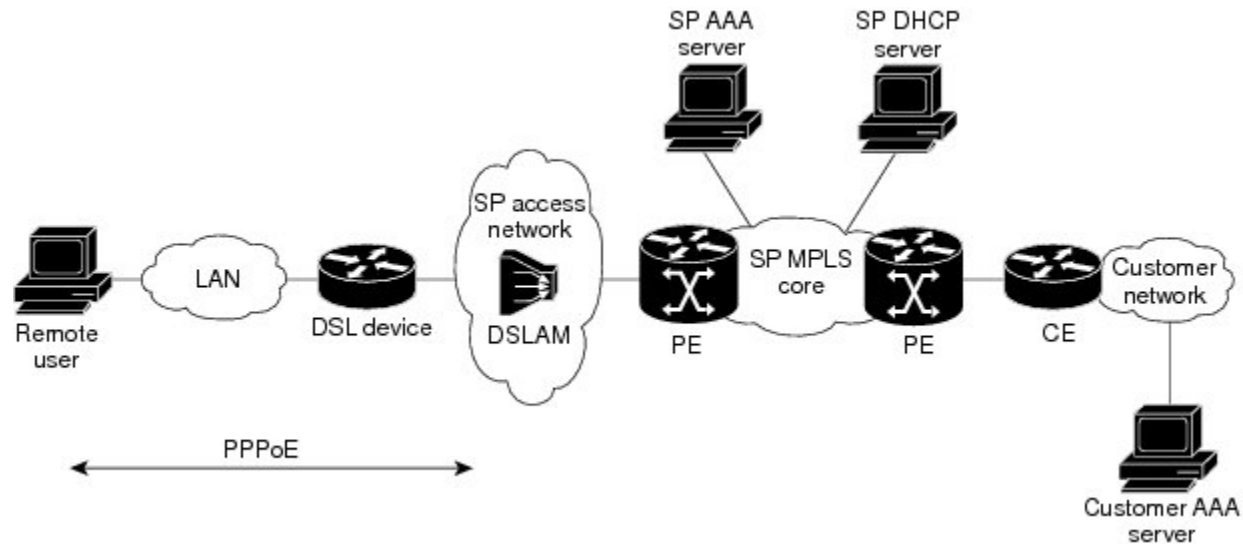 SP AAA
server
SP DHCP
server
SP access
network
LAN
SP MPLS
core
Customer
network
Remote
user
DSL device
DSLAM
PE
PE
CE
PPPoE
Customer AAA
server